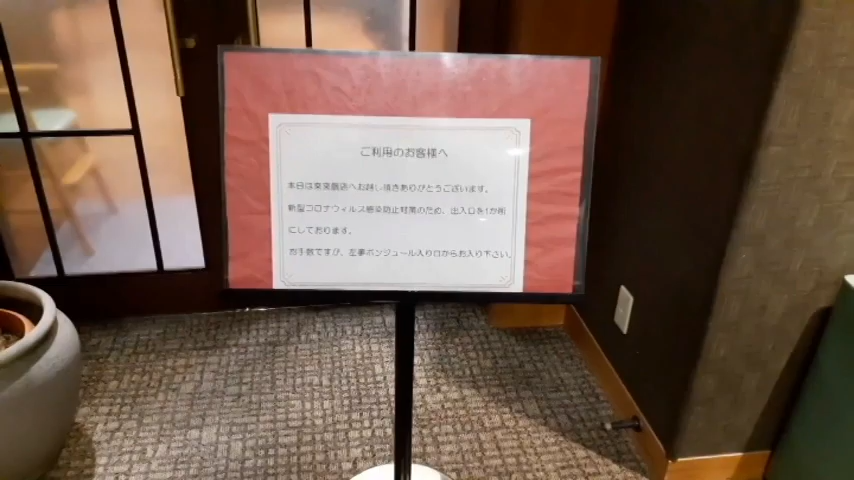 ご利用のお客様へ
本日は東京飯店へお越し頂きありがとうございます。
新型コロナウィルス感染防止対策のため、出入口を1か所
にしております。
お手数ですが、左手ボンジュール入り口からお入り下さい。